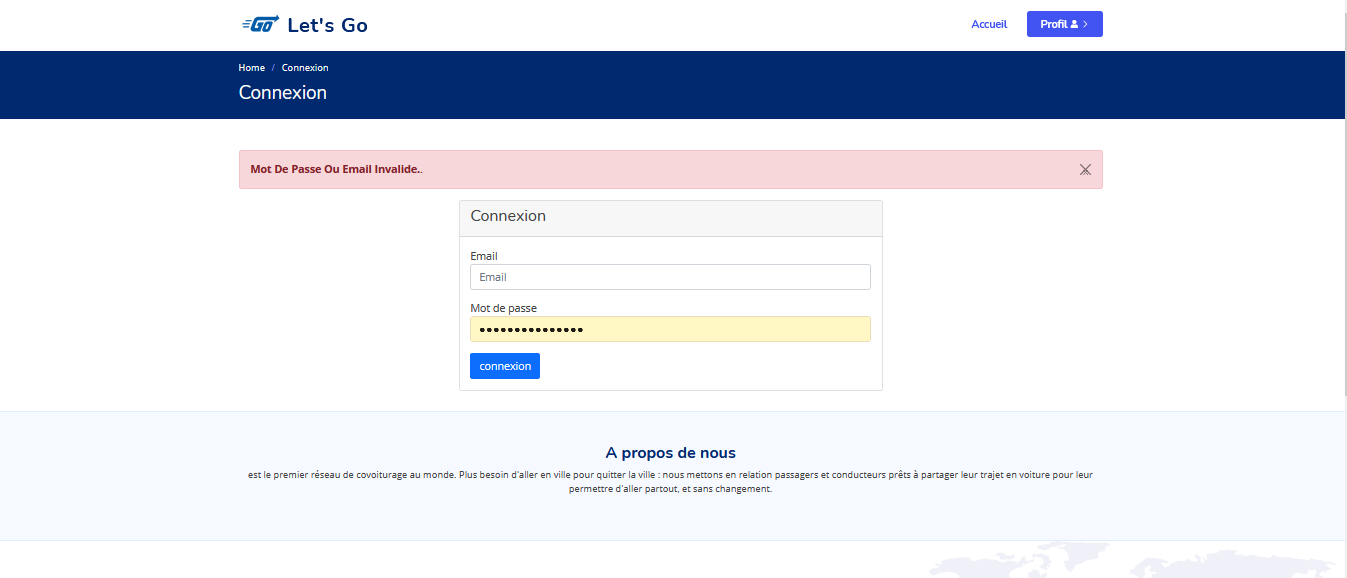 GO Let's Go
Accueil
Profil
Home / Connexion
Connexion
Mot De Passe Ou Email Invalide..
Connexion
Email
Email
Mot de passe
•••••••••••••••
connexion
A propos de nous
est le premier réseau de covoiturage au monde. Plus besoin d'aller en ville pour quitter la ville : nous mettons en relation passagers et conducteurs prêts à partager leur trajet en voiture pour leur
permettre d'aller partout, et sans changement.